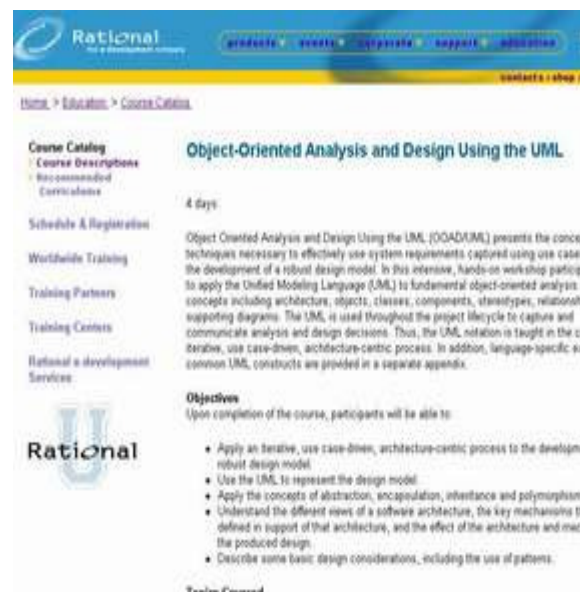 Rational
products events corporate support education
contacts shop
Home > Education > Course Catalog
Course Catalog
Course Descriptions
Recommended
Curriculums
Schedule & Registration
Worldwide Training
Training Partners
Training Centers
Rational e development
Services
Rational
Object-Oriented Analysis and Design Using the UML
4 days
Object Oriented Analysis and Design Using the UML (OOAD/UML) presents the
techniques necessary to effectively use system requirements captured using use
the development of a robust design model. In this intensive, hands-on workshop
to apply the Unified Modeling Language (UML) to fundamental object-oriented analysis
concepts including architecture, objects, classes, components, stereotypes,
supporting diagrams. The UML is used throughout the project lifecycle to capture and
communicate analysis and design decisions. Thus, the UML notation is taught in the
iterative, use case-driven, architecture-centric process. In addition, language-specific
common UML constructs are provided in a separate appendix.
Objectives
Upon completion of the course, participants will be able to:
• Apply an iterative, use case-driven, architecture-centric process to the
robust design model.
• Use the UML to represent the design model.
• Apply the concepts of abstraction, encapsulation, inheritance and polymorphism
• Understand the different views of a software architecture, the key mechanisms
defined in support of that architecture, and the effect of the architecture and
the produced design.
• Describe some basic design considerations, including the use of patterns.